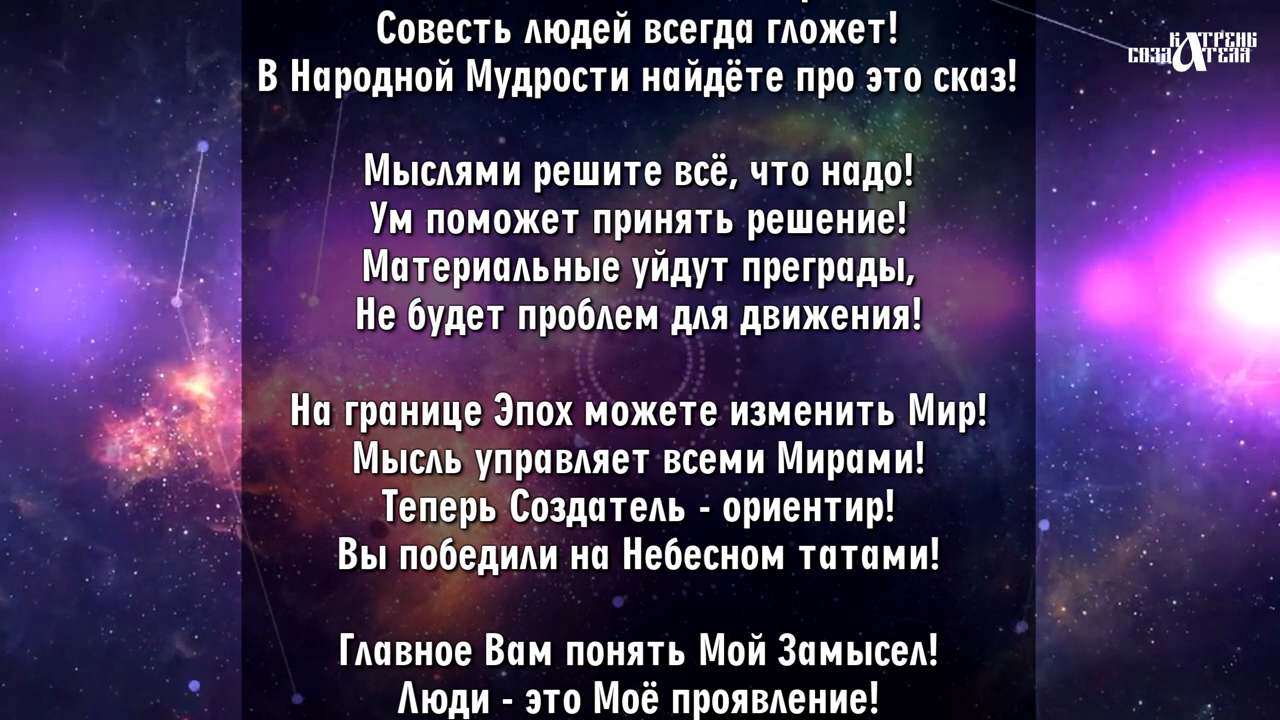 Совесть людей всегда гложет!
В Народной Мудрости найдёте про это сказ!
Мыслями решите всё, что надо!
Ум поможет принять решение!
Материальные уйдут преграды,
Не будет проблем для движения!
На границе Эпох можете изменить Мир!
Мысль управляет всеми Мирами!
Теперь Создатель - ориентир!
Вы победили на Небесном татами!
Главное Вам понять Мой Замысел!
Люди - это Моё проявление!
КАТРЕНЫ
СОЗДАТЕЛЯ